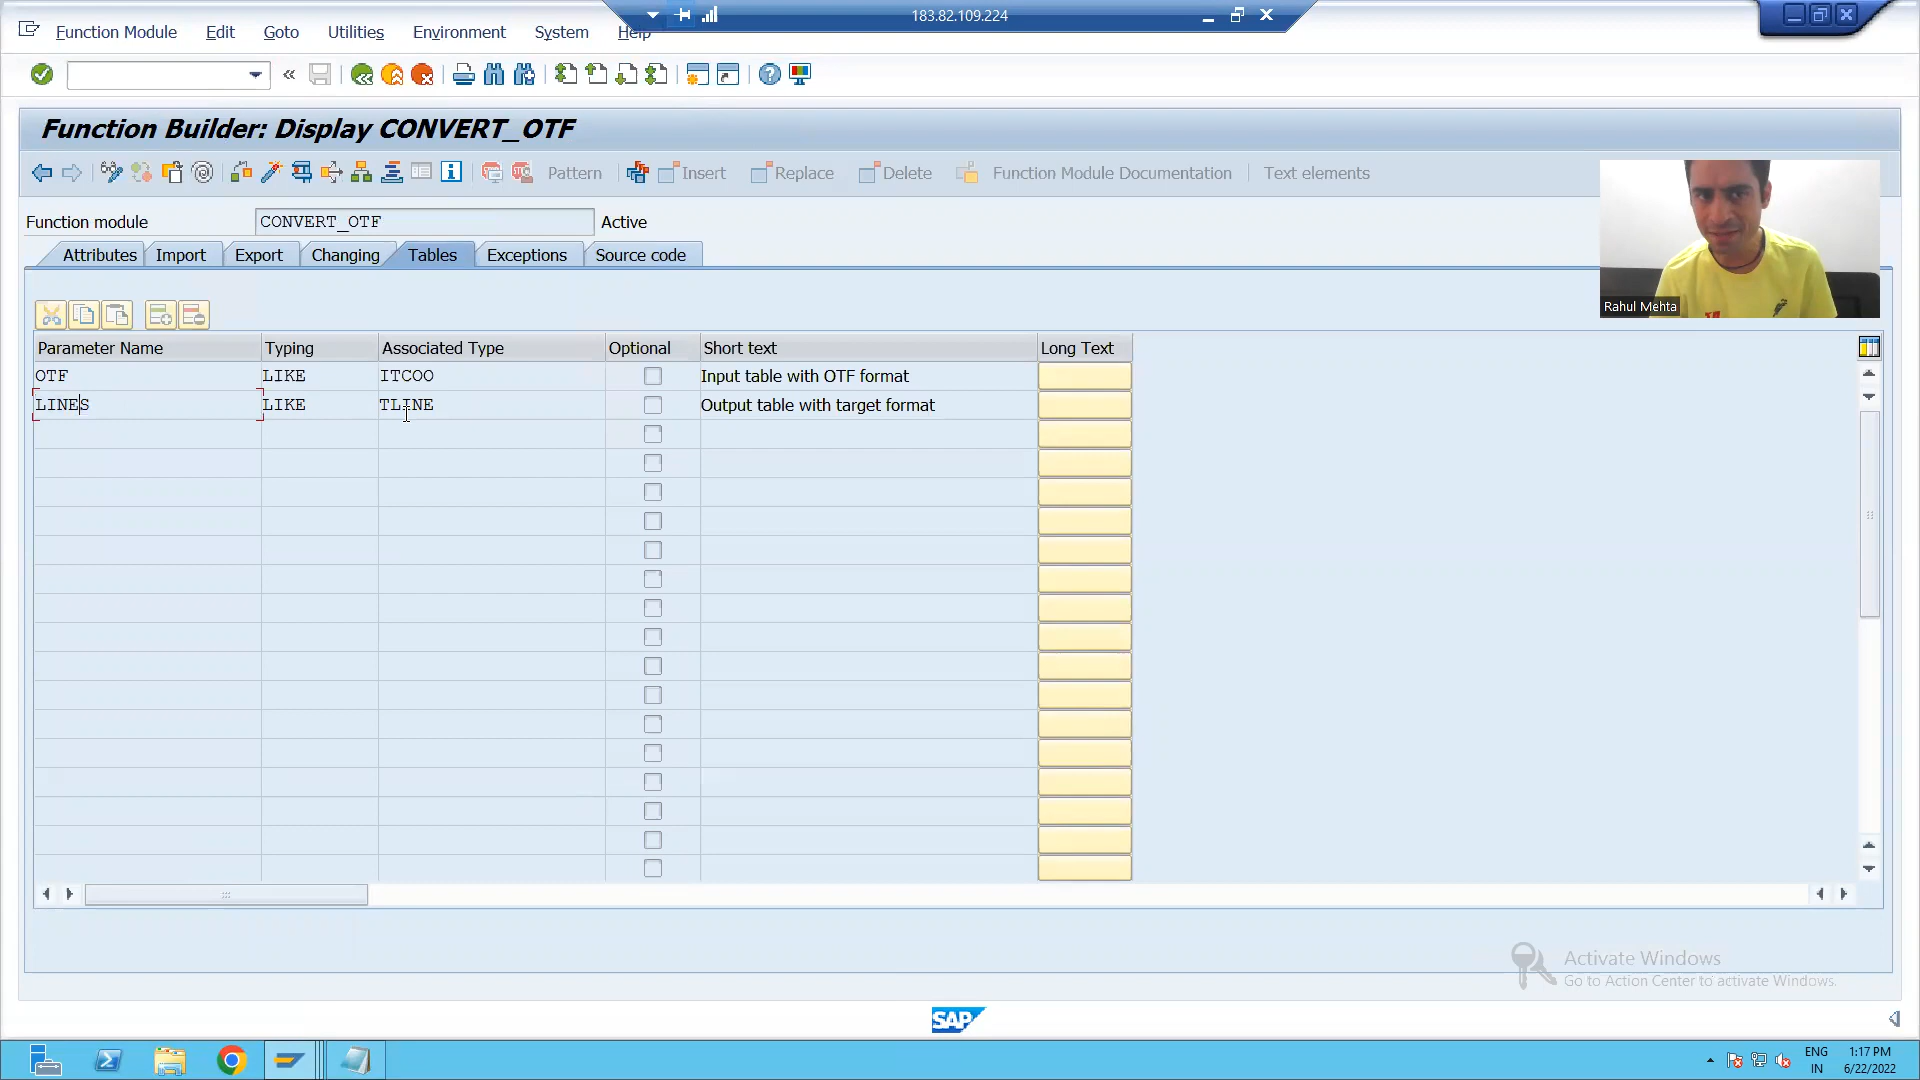 183.82.109.224
Function Module Edit Goto Utilities Environment System Help
Function Builder: Display CONVERT_OTF
Pattern Insert Replace Delete Function Module Documentation Text elements
Function module CONVERT_OTF Active
Attributes Import Export Changing Tables Exceptions Source code
Rahul Mehta
Parameter Name Typing Associated Type Optional Short text Long Text
OTF LIKE ITCOO Input table with OTF format
LINES LIKE TLINE Output table with target format
Activate Windows
Go to Action Center to activate Windows.
SAP
ENG 1:17 PM
IN 6/22/2022